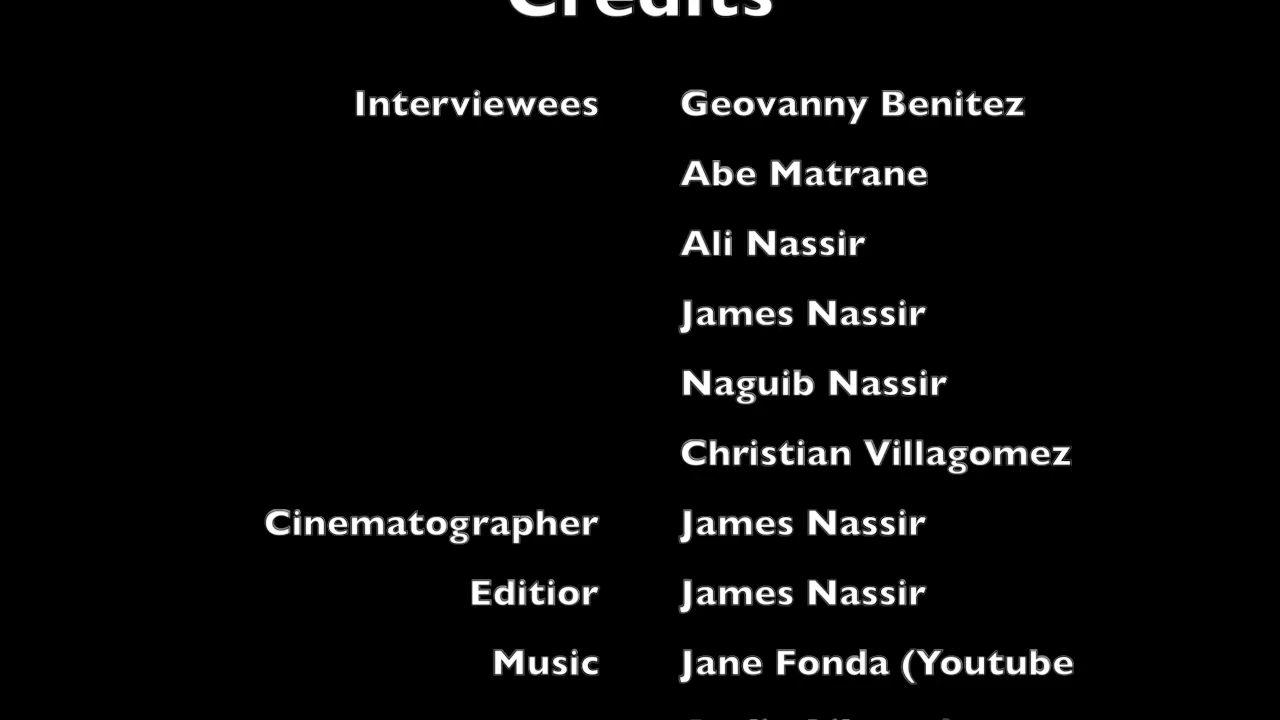 Credits
Interviewees Geovanny Benitez
Abe Matrane
Ali Nassir
James Nassir
Naguib Nassir
Christian Villagomez
Cinematographer James Nassir
Editior James Nassir
Music Jane Fonda (Youtube